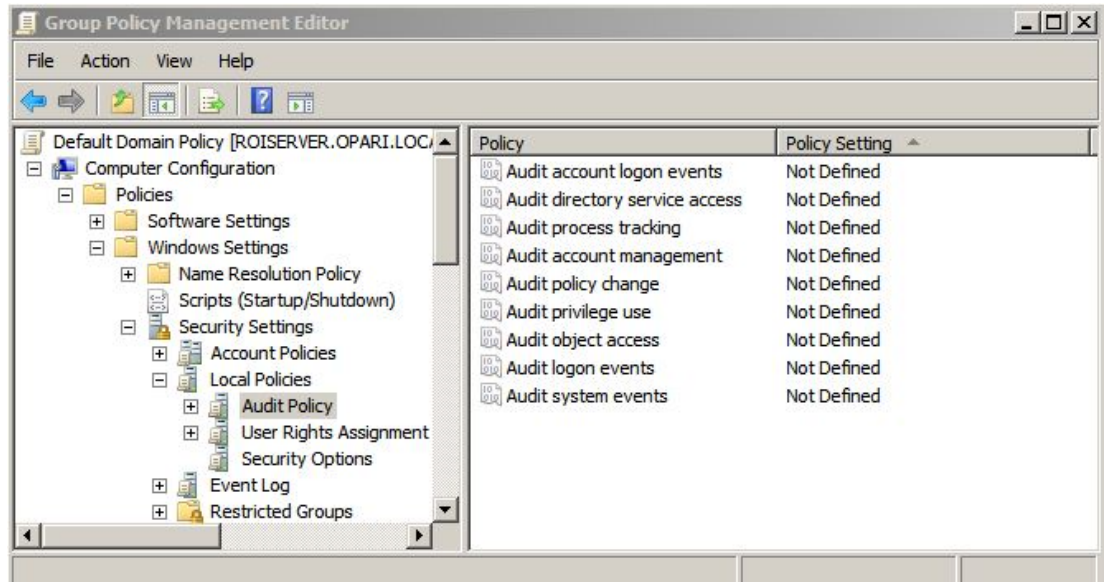 Group Policy Management Editor
File Action View Help
Default Domain Policy [ROISERVER.OPARI.LOCA
Computer Configuration
Policies
Software Settings
Windows Settings
Name Resolution Policy
Scripts (Startup/Shutdown)
Security Settings
Account Policies
Local Policies
Audit Policy
User Rights Assignment
Security Options
Event Log
Restricted Groups
Policy Policy Setting
Audit account logon events Not Defined
Audit directory service access Not Defined
Audit process tracking Not Defined
Audit account management Not Defined
Audit policy change Not Defined
Audit privilege use Not Defined
Audit object access Not Defined
Audit logon events Not Defined
Audit system events Not Defined